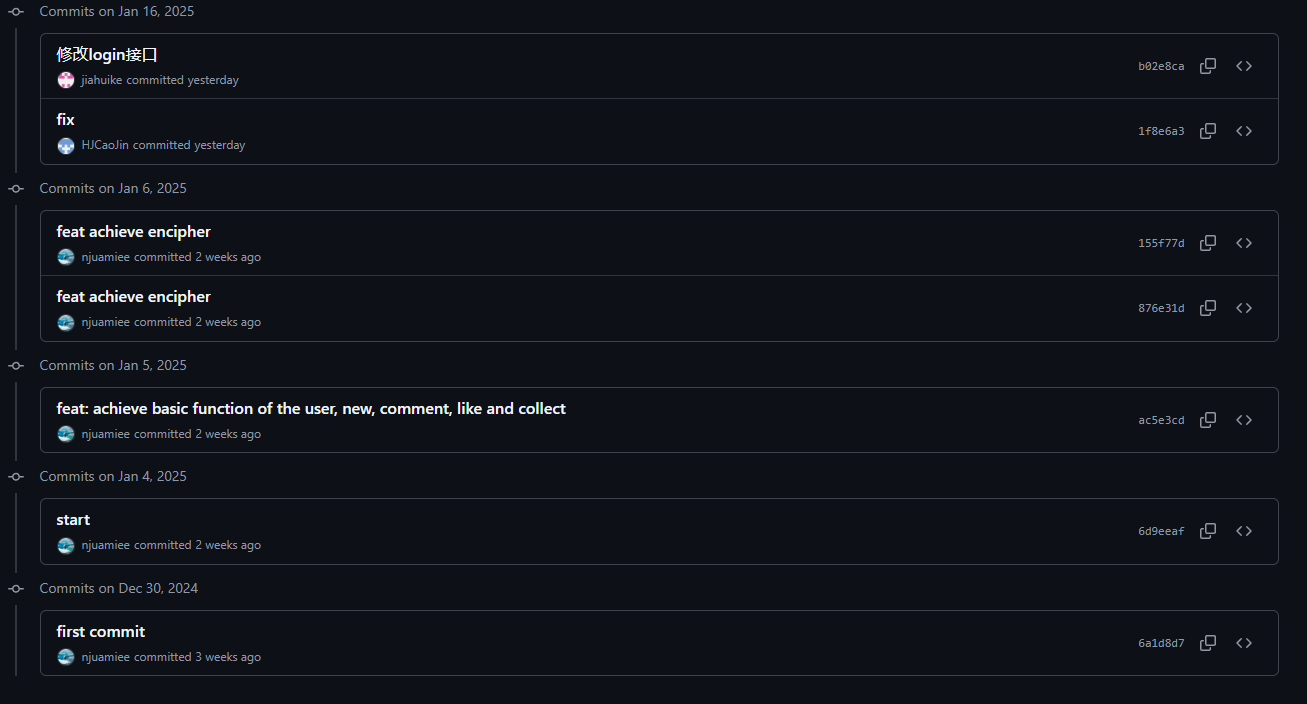 Commits on Jan 16, 2025
修改login接口
jiahuike committed yesterday
b02e8ca
fix
HJCaoJin committed yesterday
1f8e6a3
Commits on Jan 6, 2025
feat achieve encipher
njuamiee committed 2 weeks ago
155f77d
feat achieve encipher
njuamiee committed 2 weeks ago
876e31d
Commits on Jan 5, 2025
feat: achieve basic function of the user, new, comment, like and collect
njuamiee committed 2 weeks ago
ac5e3cd
Commits on Jan 4, 2025
start
njuamiee committed 2 weeks ago
6d9eeaf
Commits on Dec 30, 2024
first commit
njuamiee committed 3 weeks ago
6a1d8d7